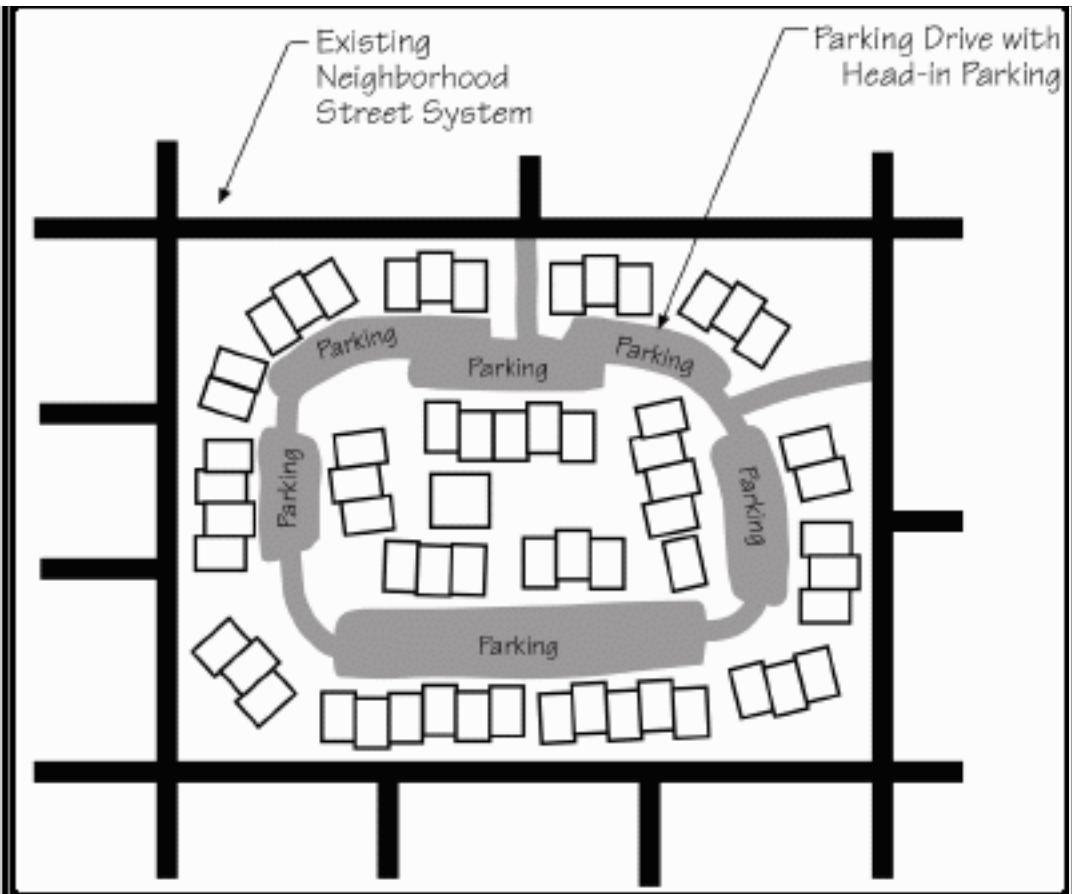 Existing
Neighborhood
Street System
Parking Drive with
Head-in Parking
Parking
Parking
Parking
Parking
Parking
Parking